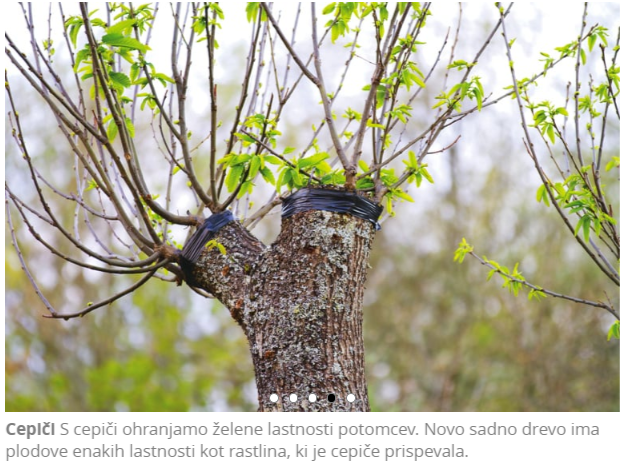 Cepiči S cepiči ohranjamo želene lastnosti potomcev. Novo sadno drevo ima
plodove enakih lastnosti kot rastlina, ki je cepiče prispevala.